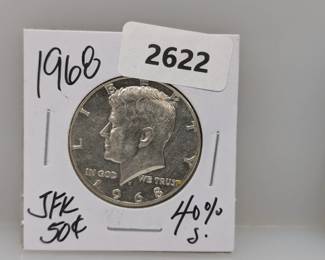 2622
1968
LIBERTY
IN GOD WE TRUST
1968
JFK 40%
50¢ S.